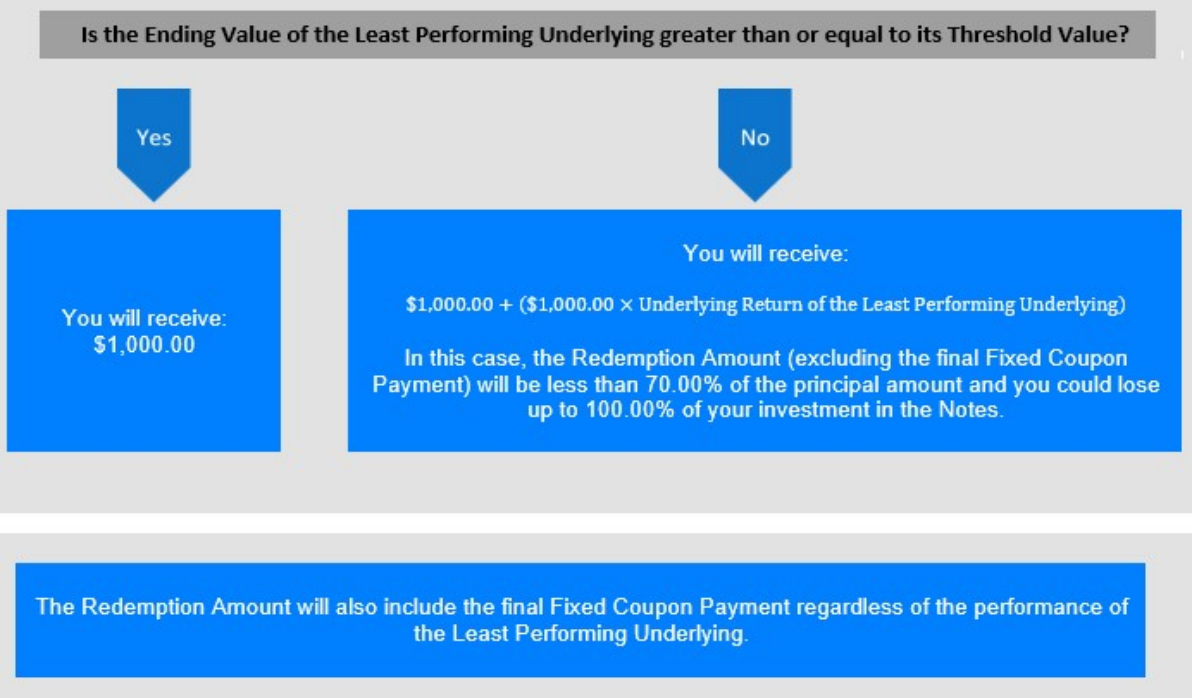 Is the Ending Value of the Least Performing Underlying greater than or equal to its Threshold Value?
Yes
No
You will receive:
$1,000.00
You will receive:
$1,000.00 + ($1,000.00 × Underlying Return of the Least Performing Underlying)
In this case, the Redemption Amount (excluding the final Fixed Coupon
Payment) will be less than 70.00% of the principal amount and you could lose
up to 100.00% of your investment in the Notes.
The Redemption Amount will also include the final Fixed Coupon Payment regardless of the performance of
the Least Performing Underlying.